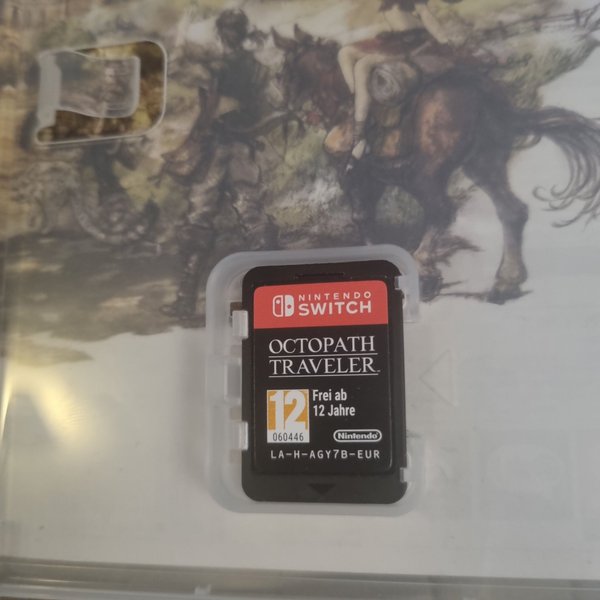 NINTENDO
SWITCH
OCTOPATH
TRAVELER
12
Frei ab
12 Jahre
060446
Nintendo
LA-H-AGY7B-EUR